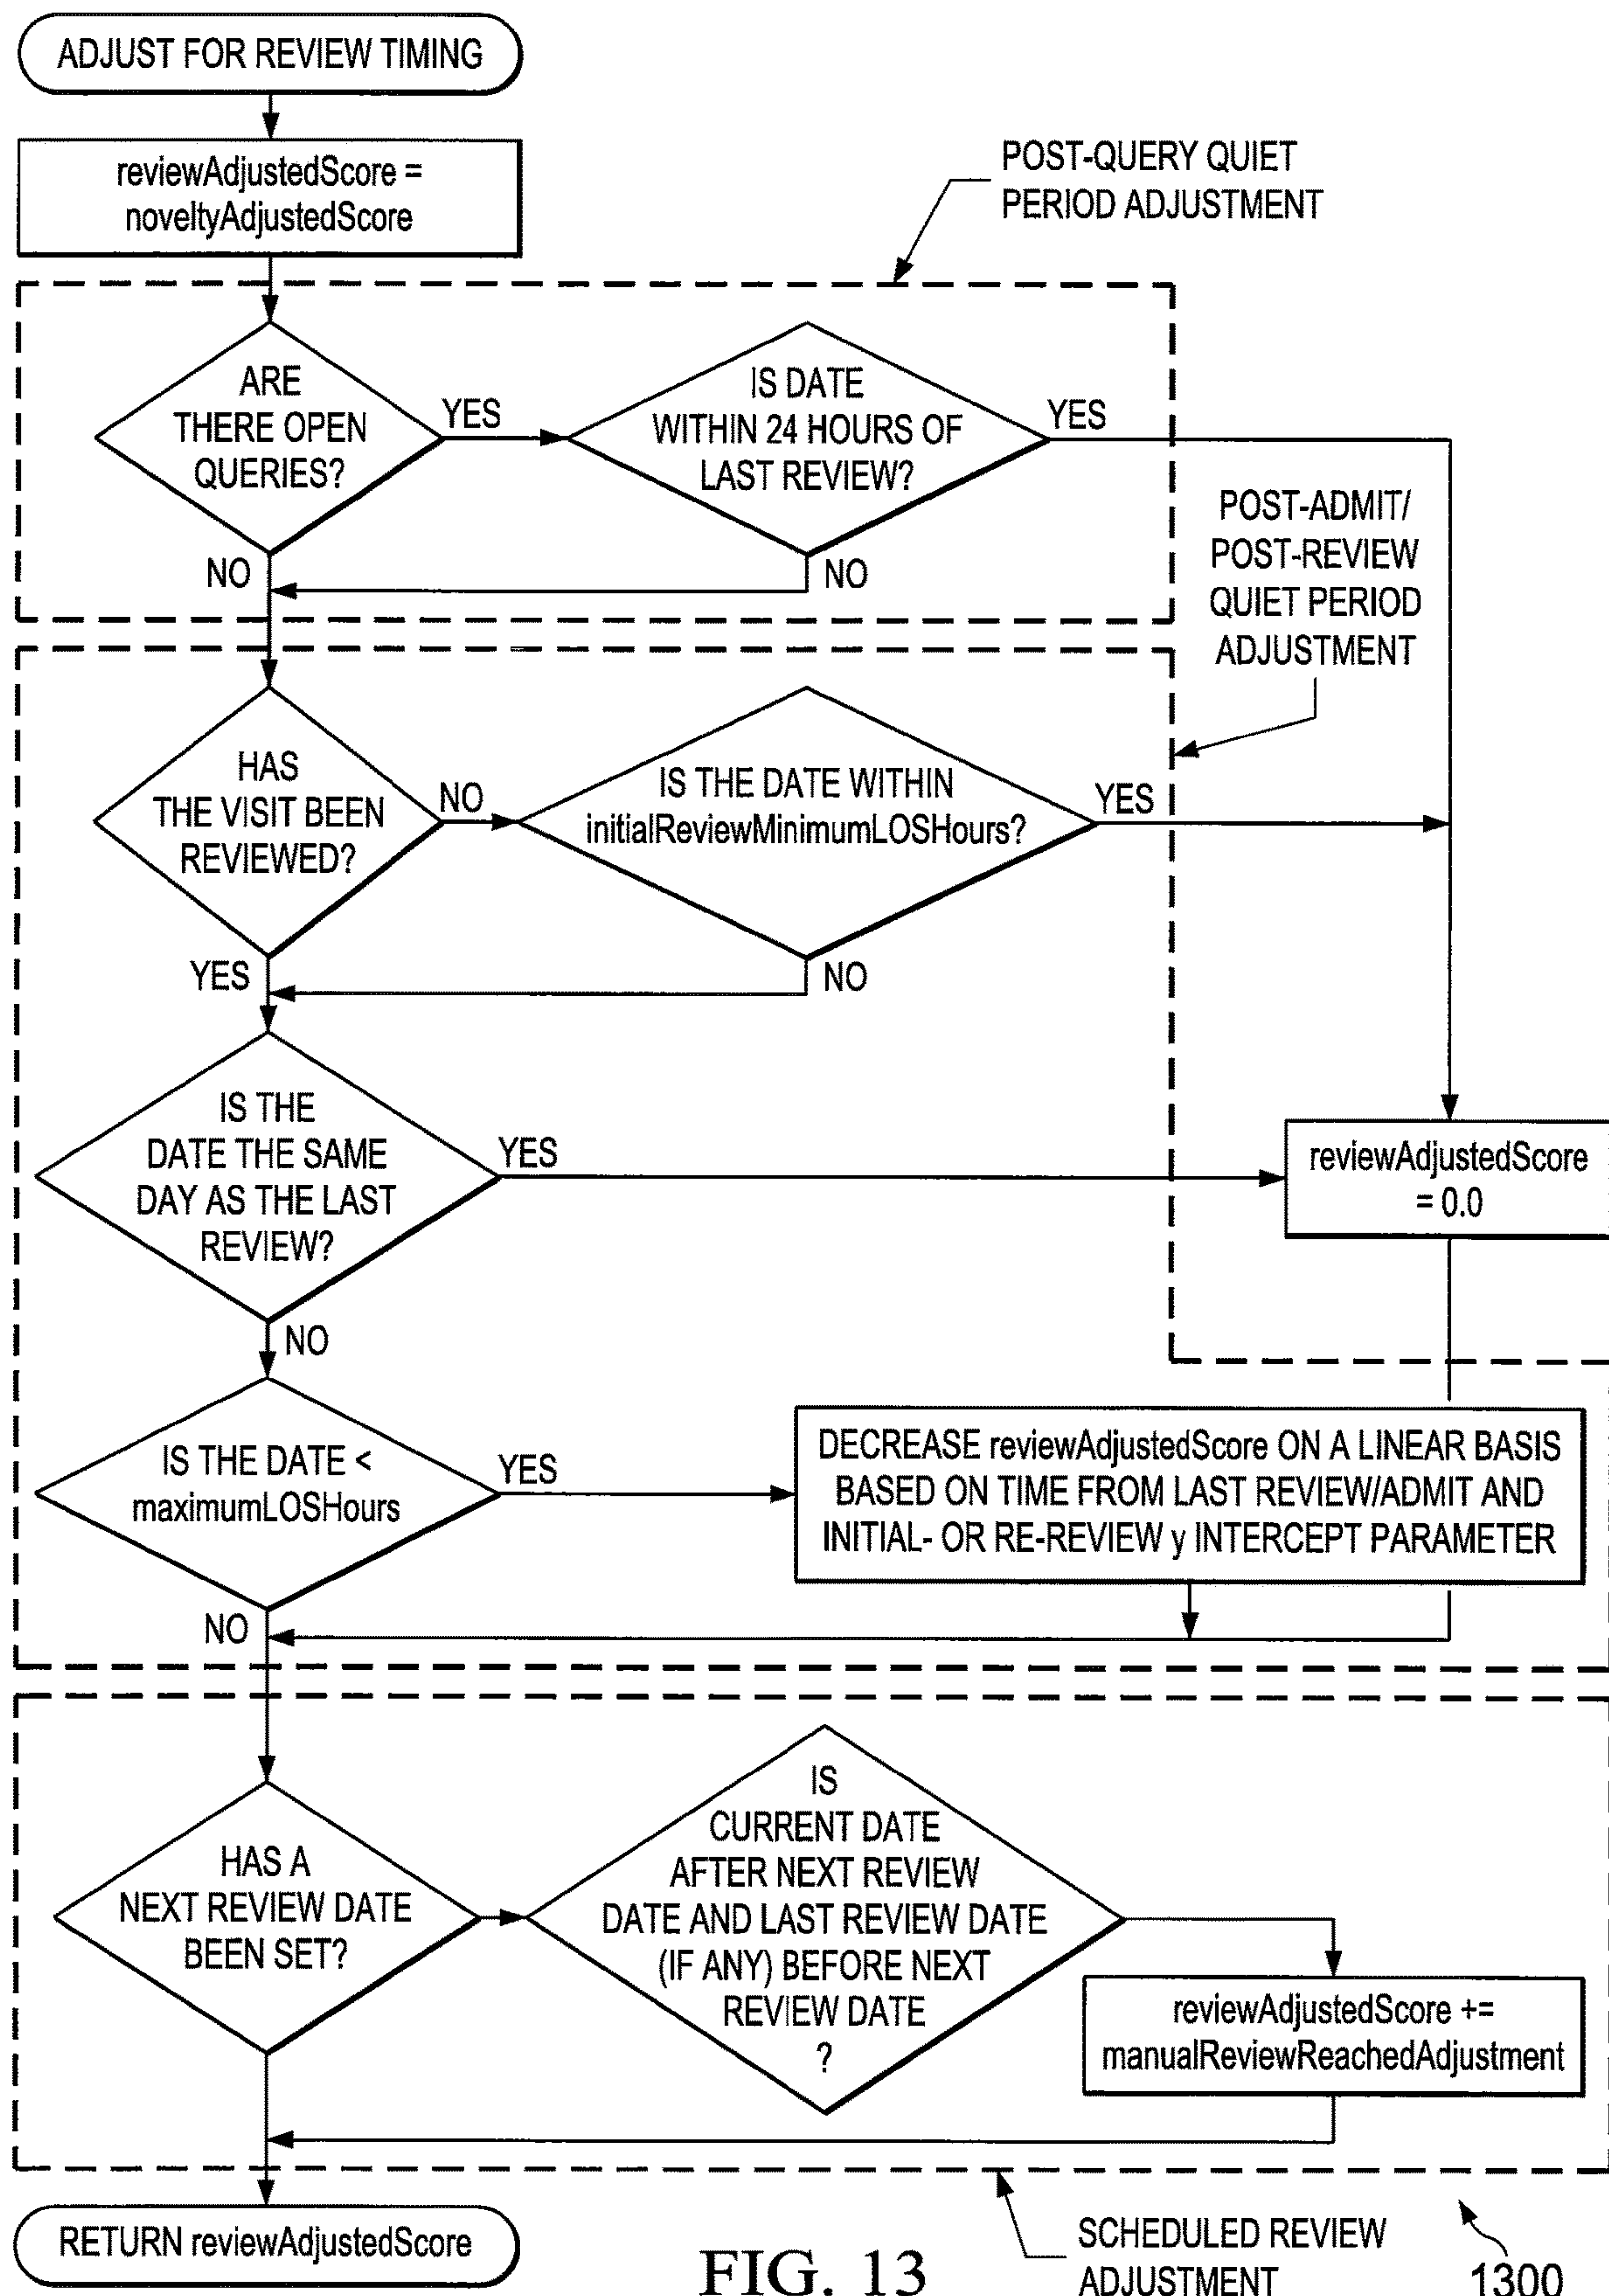 ADJUST FOR REVIEW TIMING
reviewAdjustedScore =
noveltyAdjustedScore
POST-QUERY QUIET
PERIOD ADJUSTMENT
ARE
THERE OPEN
QUERIES?
YES
IS DATE
WITHIN 24 HOURS OF
LAST REVIEW?
YES
NO
NO
POST-ADMIT/
POST-REVIEW
QUIET PERIOD
ADJUSTMENT
HAS
THE VISIT BEEN
REVIEWED?
NO
IS THE DATE WITHIN
initialReviewMinimumLOSHours?
YES
YES
NO
IS THE
DATE THE SAME
DAY AS THE LAST
REVIEW?
YES
reviewAdjustedScore
= 0.0
NO
IS THE DATE <
maximumLOSHours
YES
DECREASE reviewAdjustedScore ON A LINEAR BASIS
BASED ON TIME FROM LAST REVIEW/ADMIT AND
INITIAL- OR RE-REVIEW y INTERCEPT PARAMETER
NO
HAS A
NEXT REVIEW DATE
BEEN SET?
IS
CURRENT DATE
AFTER NEXT REVIEW
DATE AND LAST REVIEW DATE
(IF ANY) BEFORE NEXT
REVIEW DATE
?
reviewAdjustedScore +=
manualReviewReachedAdjustment
RETURN reviewAdjustedScore
FIG. 13
SCHEDULED REVIEW
ADJUSTMENT
1300